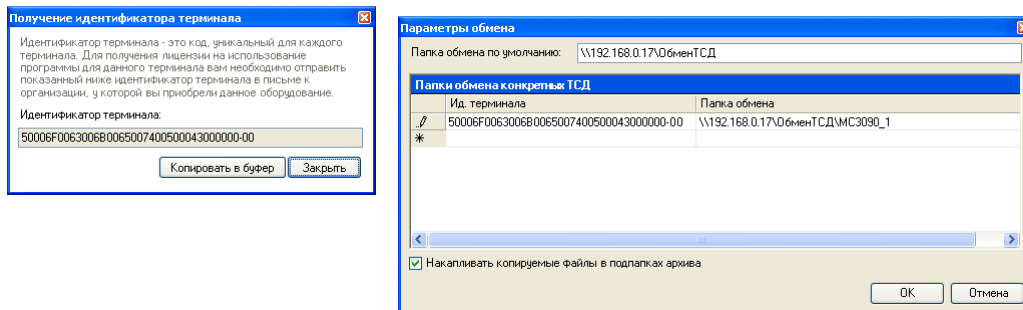 Получение идентификатора терминала
Идентификатор терминала - это код, уникальный для каждого
терминала. Для получения лицензии на использование
программы для данного терминала вам необходимо отправить
показанный ниже идентификатор терминала в письме к
организации, у которой вы приобрели данное оборудование.
Идентификатор терминала:
50006F0063006B0065007400500043000000-00
Копировать в буфер
Закрыть
Параметры обмена
Папка обмена по умолчанию:
\\192.168.0.17\ОбменТСД
Папки обмена конкретных ТСД
Ид. терминала
Папка обмена
50006F0063006B0065007400500043000000-00
\\192.168.0.17\ОбменТСД\MC3090_1
Накапливать копируемые файлы в подпапках архива
ОК
Отмена